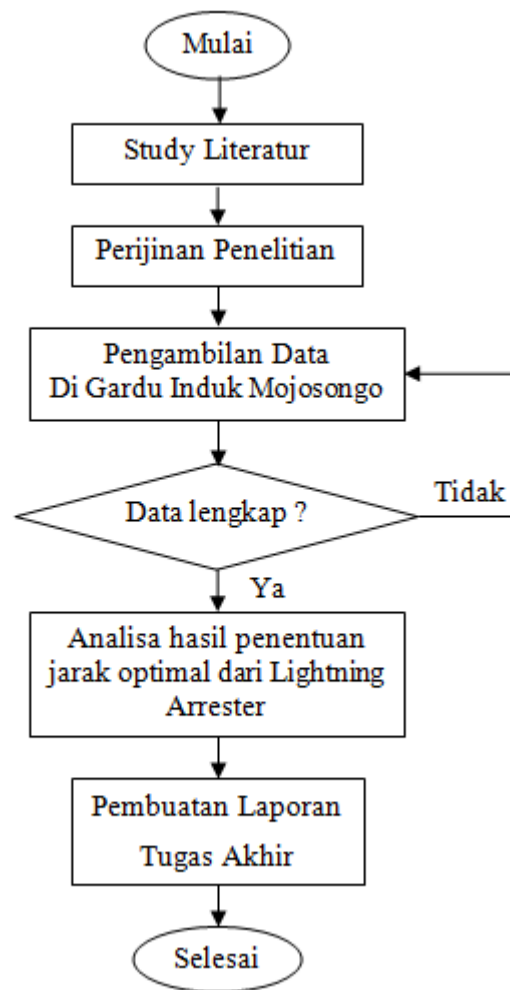 Mulai
Study Literatur
Perijinan Penelitian
Pengambilan Data
Di Gardu Induk Mojosongo
Data lengkap ?
Tidak
Ya
Analisa hasil penentuan
jarak optimal dari Lightning
Arrester
Pembuatan Laporan
Tugas Akhir
Selesai